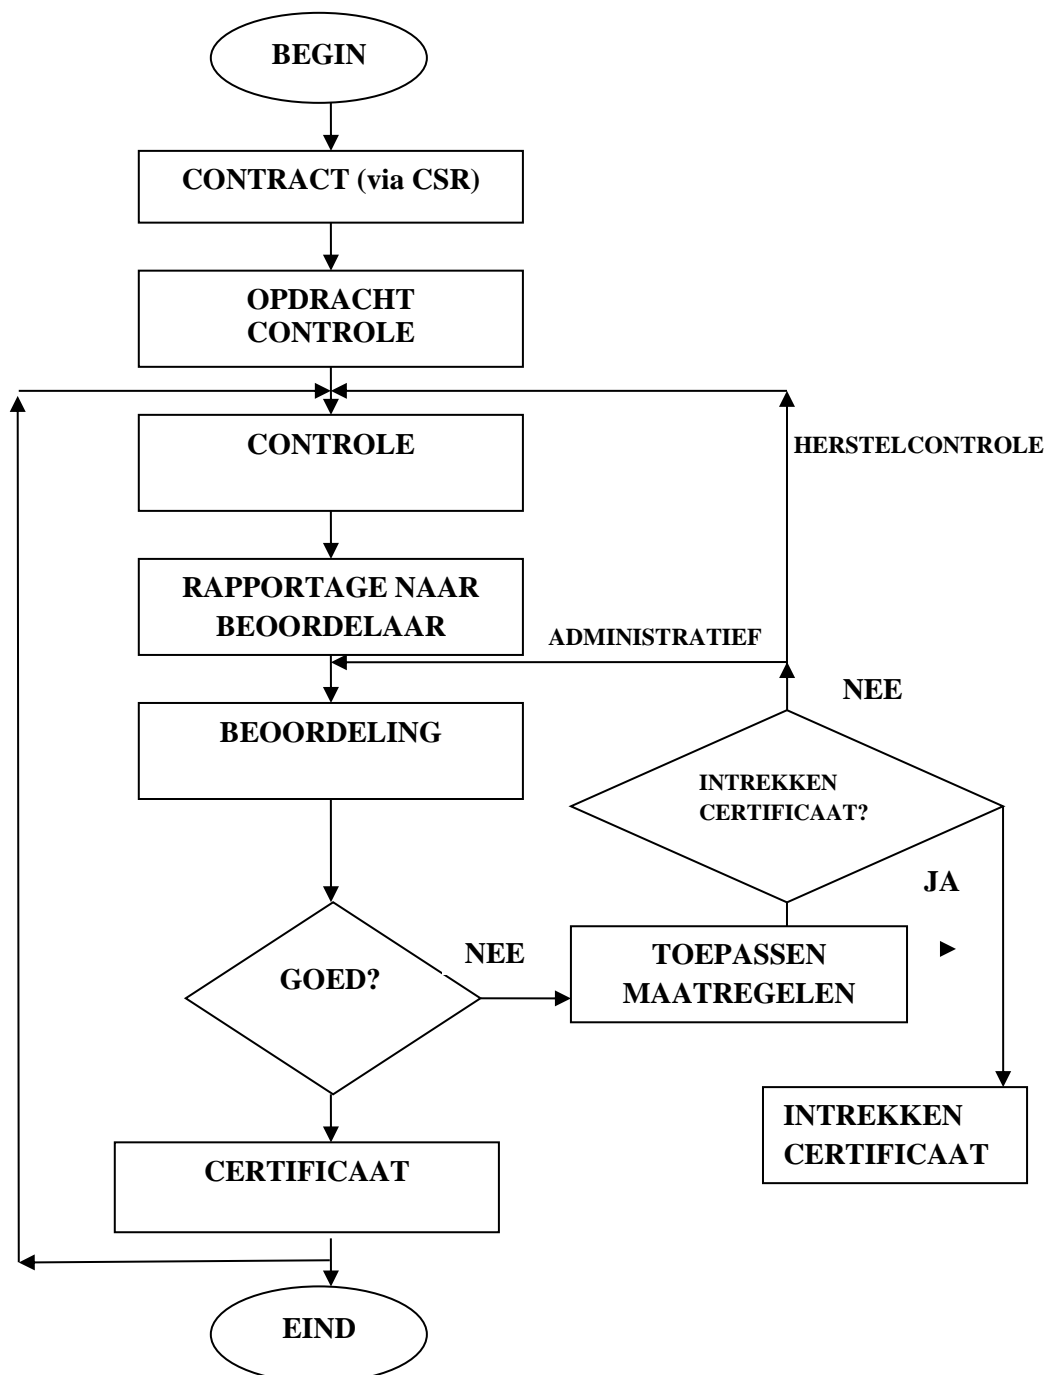 BEGIN
CONTRACT (via CSR)
OPDRACHT
CONTROLE
CONTROLE
HERSTELCONTROLE
RAPPORTAGE NAAR
BEOORDELAAR
ADMINISTRATIEF
NEE
BEOORDELING
INTREKKEN
CERTIFICAAT?
JA
GOED?
NEE
TOEPASSEN
MAATREGELEN
INTREKKEN
CERTIFICAAT
CERTIFICAAT
EIND